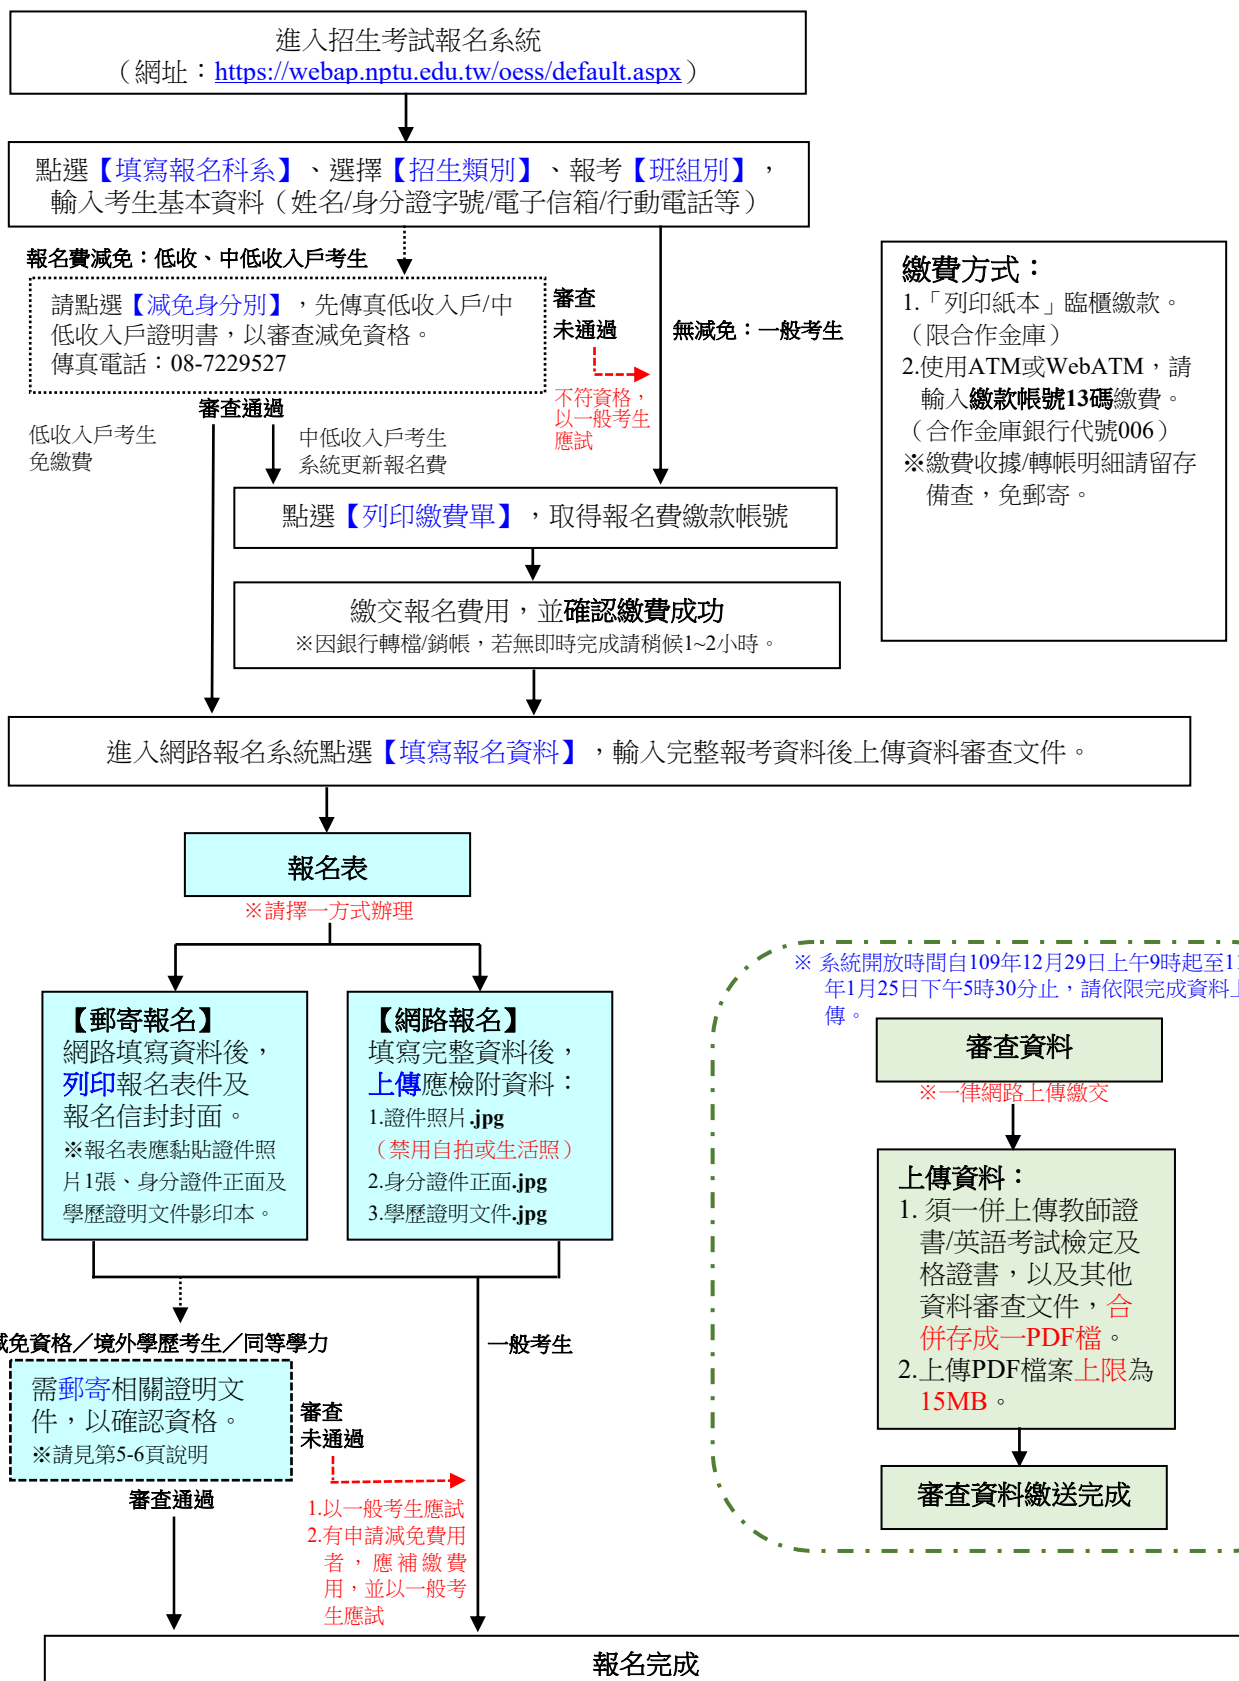 進入招生考試報名系統
（網址：https://webap.nptu.edu.tw/oess/default.aspx）
點選【填寫報名科系】、選擇【招生類別】、報考【班組別】，
輸入考生基本資料（姓名/身分證字號/電子信箱/行動電話等）
報名費減免：低收、中低收入戶考生
請點選【減免身分別】，先傳真低收入戶/中
低收入戶證明書，以審查減免資格。
傳真電話：08-7229527
審查
未通過
無減免：一般考生
不符資格，
以一般考生
應試
審查通過
低收入戶考生
免繳費
中低收入戶考生
系統更新報名費
繳費方式：
1.「列印紙本」臨櫃繳款。
（限合作金庫）
2.使用ATM或WebATM，請
輸入繳款帳號13碼繳費。
（合作金庫銀行代號006）
※繳費收據/轉帳明細請留存
備查，免郵寄。
點選【列印繳費單】，取得報名費繳款帳號
繳交報名費用，並確認繳費成功
※因銀行轉檔/銷帳，若無即時完成請稍候1~2小時。
進入網路報名系統點選【填寫報名資料】，輸入完整報考資料後上傳資料審查文件。
報名表
※請擇一方式辦理
【郵寄報名】
網路填寫資料後，
列印報名表件及
報名信封封面。
※報名表應黏貼證件照
片1張、身分證件正面及
學歷證明文件影印本。
【網路報名】
填寫完整資料後，
上傳應檢附資料：
1.證件照片.jpg
（禁用自拍或生活照）
2.身分證件正面.jpg
3.學歷證明文件.jpg
※ 系統開放時間自109年12月29日上午9時起至11
年1月25日下午5時30分止，請依限完成資料上
傳。
審查資料
※一律網路上傳繳交
上傳資料：
1. 須一併上傳教師證
書/英語考試檢定及
格證書，以及其他
資料審查文件，合
併存成一PDF檔。
2.上傳PDF檔案上限為
15MB。
審查資料繳送完成
減免資格／境外學歷考生／同等學力
一般考生
需郵寄相關證明文
件，以確認資格。
※請見第5-6頁說明
審查
未通過
審查通過
1.以一般考生應試
2.有申請減免費用
者，應補繳費
用，並以一般考
生應試
報名完成